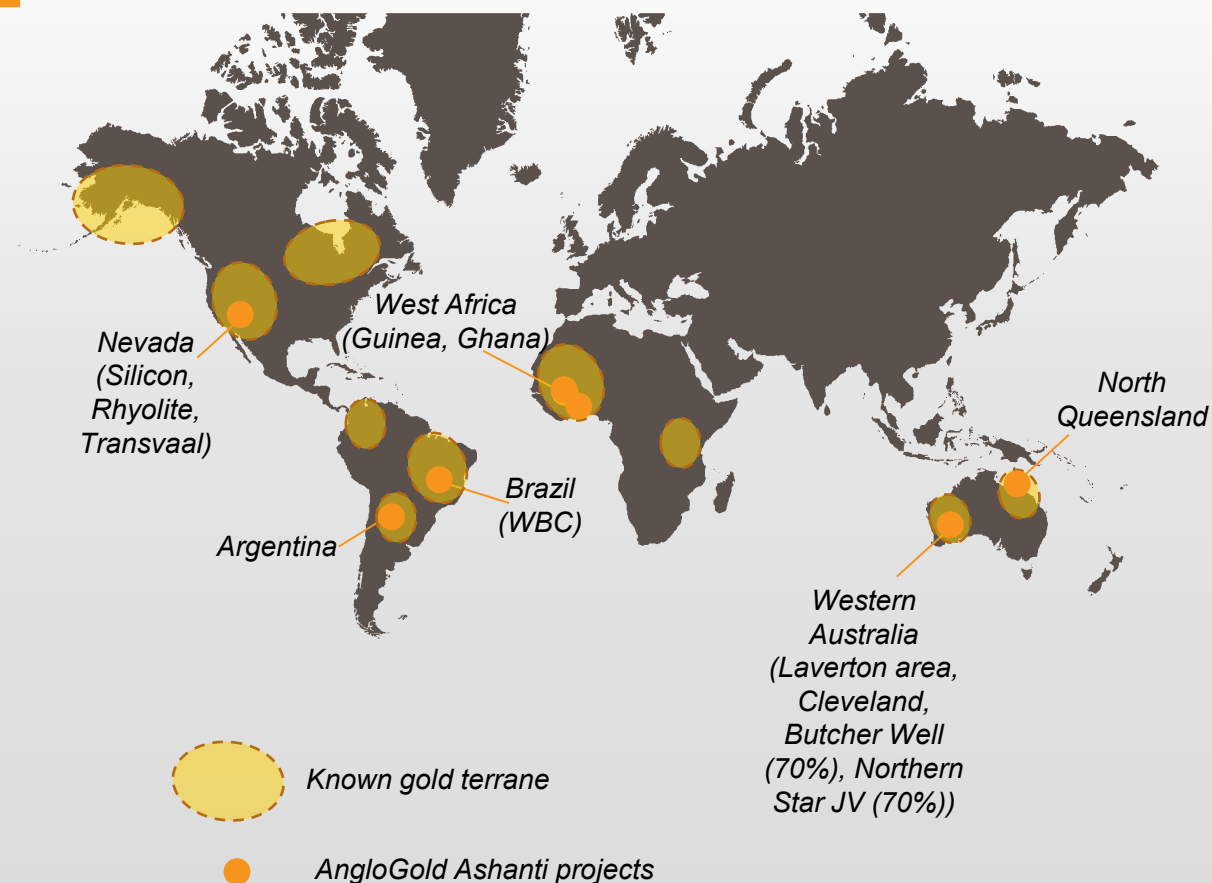 West Africa
(Guinea, Ghana)
Nevada
(Silicon,
Rhyolite,
Transvaal)
North
Queensland
Brazil
(WBC)
Argentina
Western
Australia
(Laverton area,
Cleveland,
Butcher Well
(70%), Northern
Star JV (70%))
Known gold terrane
AngloGold Ashanti projects